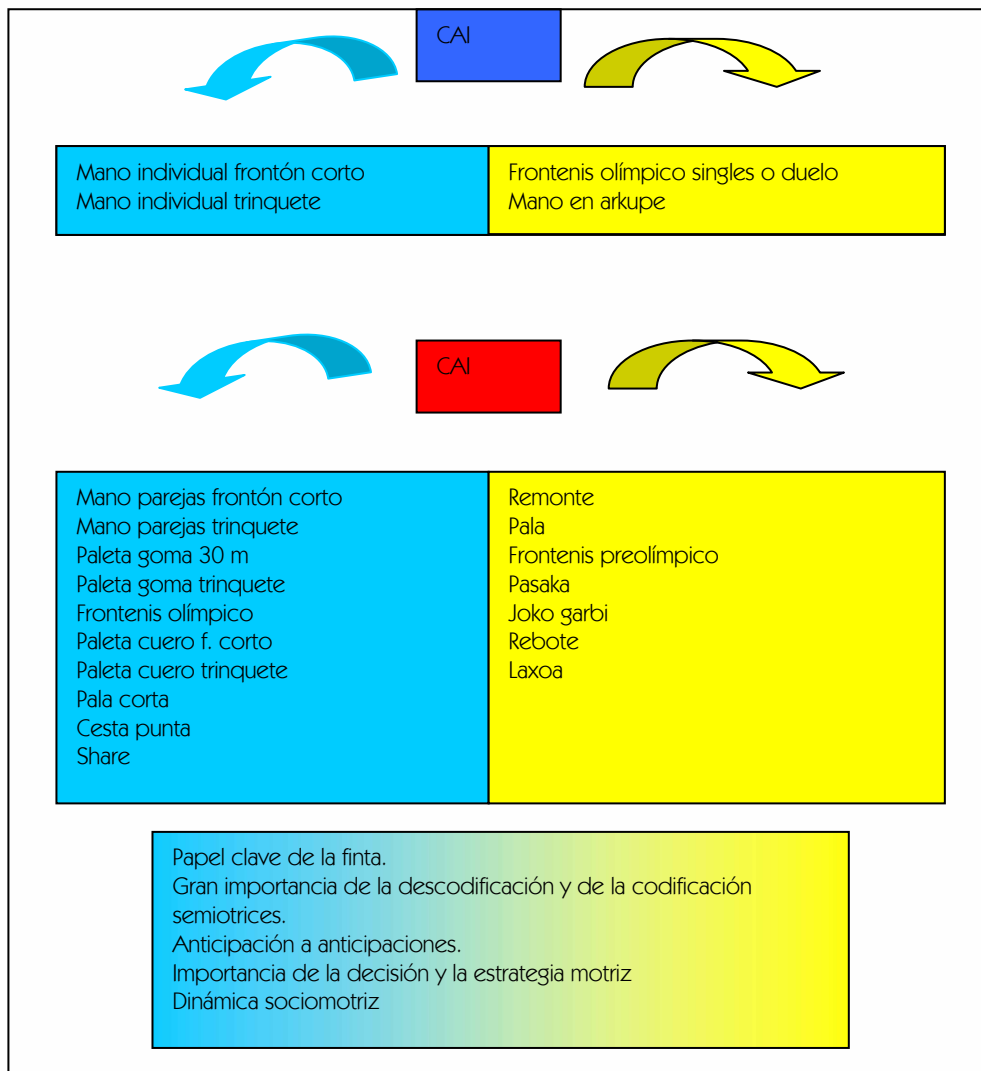 CAI
Mano individual frontón corto
Mano individual trinquete
Frontenis olímpico singles o duelo
Mano en arkupe
CAI
Mano parejas frontón corto
Mano parejas trinquete
Paleta goma 30 m
Paleta goma trinquete
Frontenis olímpico
Paleta cuero f. corto
Paleta cuero trinquete
Pala corta
Cesta punta
Share
Remonte
Pala
Frontenis preolímpico
Pasaka
Joko garbi
Rebote
Laxoa
Papel clave de la finta.
Gran importancia de la descodificación y de la codificación
semiotrices.
Anticipación a anticipaciones.
Importancia de la decisión y la estrategia motriz
Dinámica sociomotriz